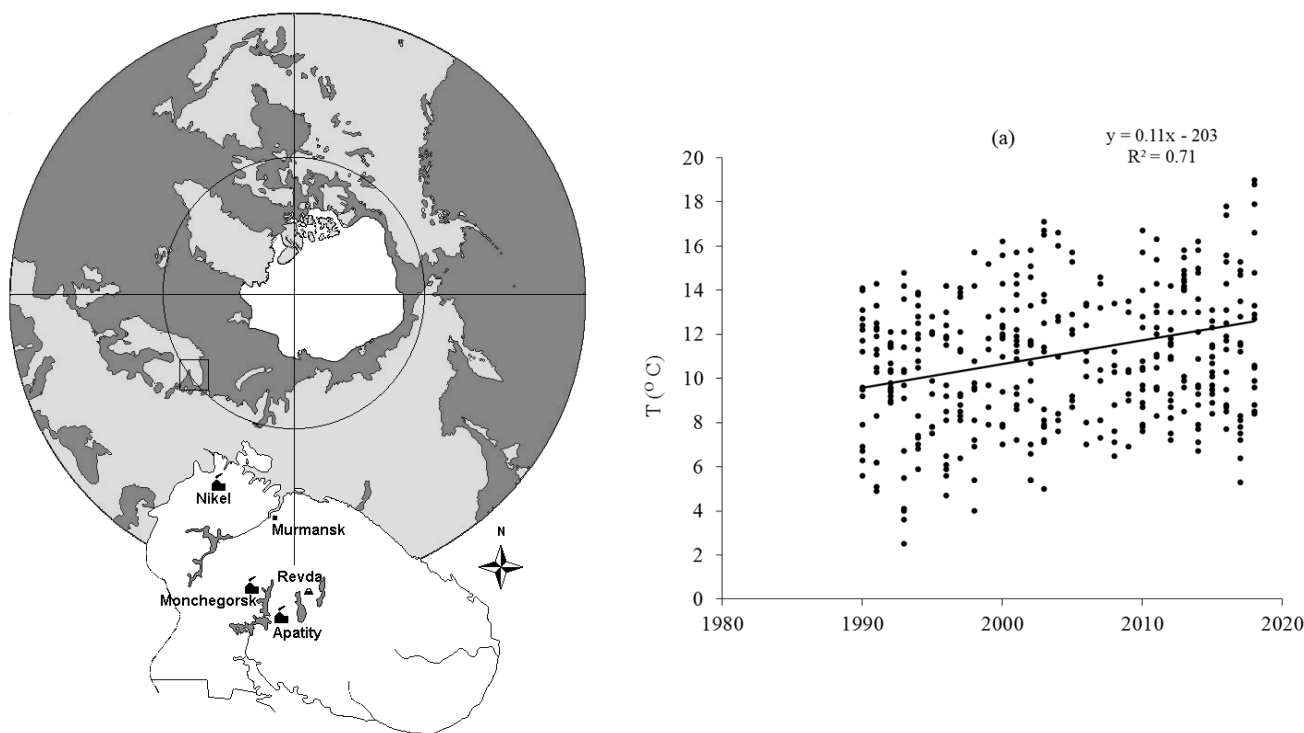 Nikel
Murmansk
N
Revda
Monchegorsk
Apatity
(a)
y = 0.11x - 203
R² = 0.71
20
18
16
14
12
10
8
6
4
2
0
T (° C)
1980
1990
2000
2010
2020